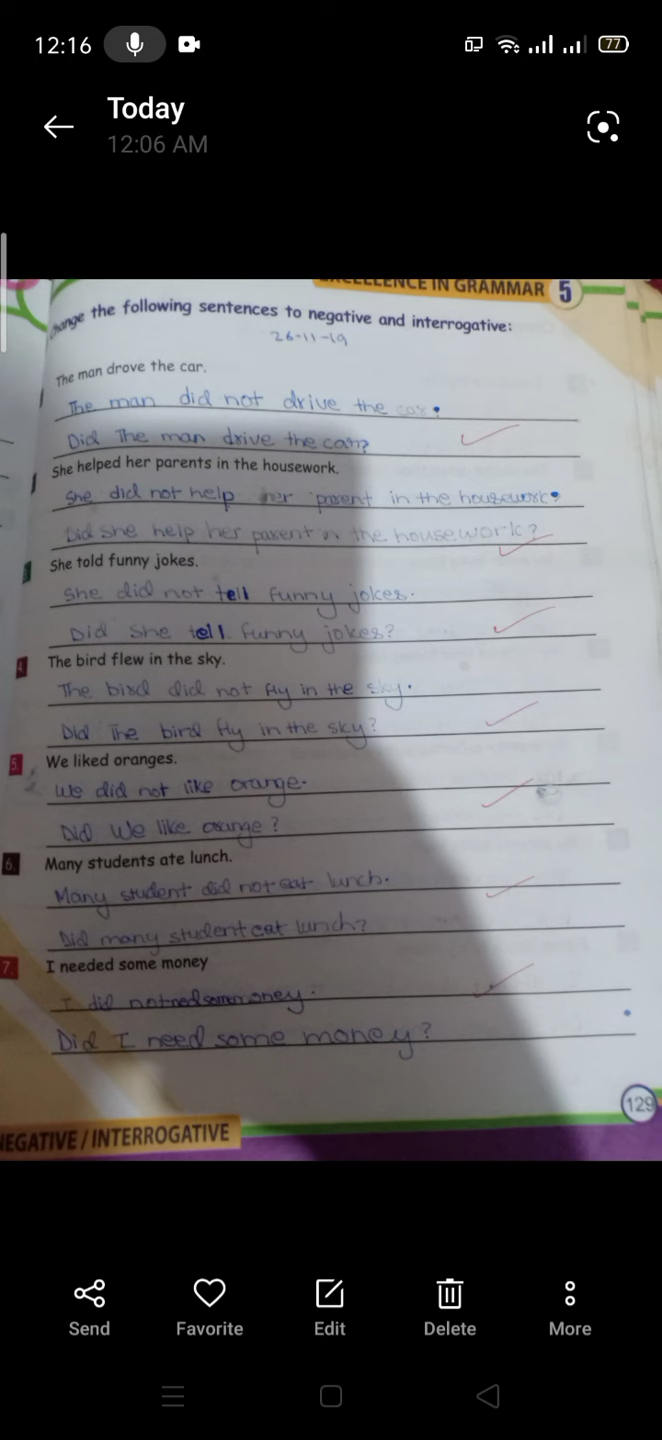 12:16
77
Today
12:06 AM
EXCELLENCE IN GRAMMAR 5
Change the following sentences to negative and interrogative:
26-11-19
The man drove the car.
The man did not drive the car.
Did The man drive the car?
She helped her parents in the housework.
She did not help her parent in the housework.
Did she help her parent in the housework?
She told funny jokes.
She did not tell funny jokes.
Did she tell funny jokes?
4. The bird flew in the sky.
The bird did not fly in the sky.
Did The bird fly in the sky?
5. We liked oranges.
We did not like orange.
Did We like orange?
6. Many students ate lunch.
Many student did not eat lunch.
Did many student eat lunch?
7. I needed some money
I did not need some money.
Did I need some money?
129
NEGATIVE / INTERROGATIVE
Send Favorite Edit Delete More